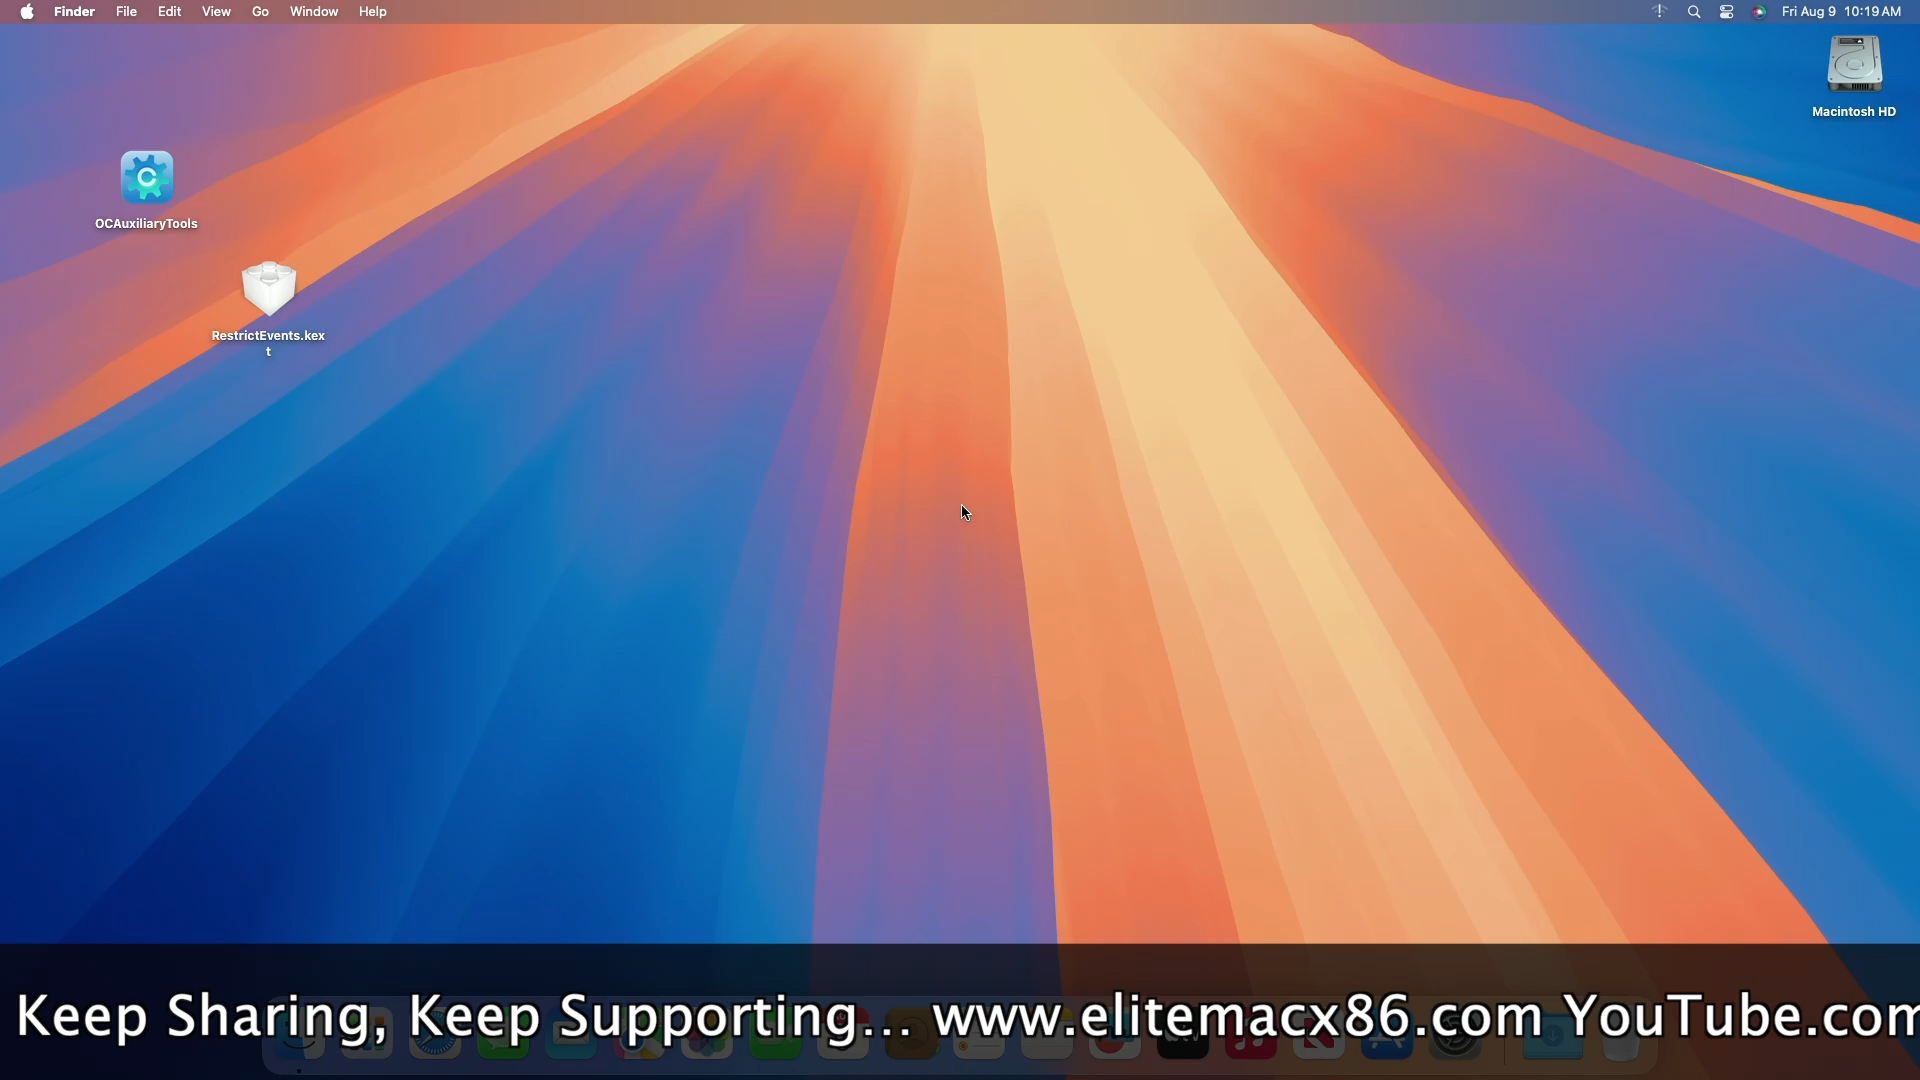 Finder File Edit View Go Window Help
Fri Aug 9 10:19 AM
Macintosh HD
OCAuxiliaryTools
RestrictEvents.kex
t
Keep Sharing, Keep Supporting... www.elitemacx86.com YouTube.com